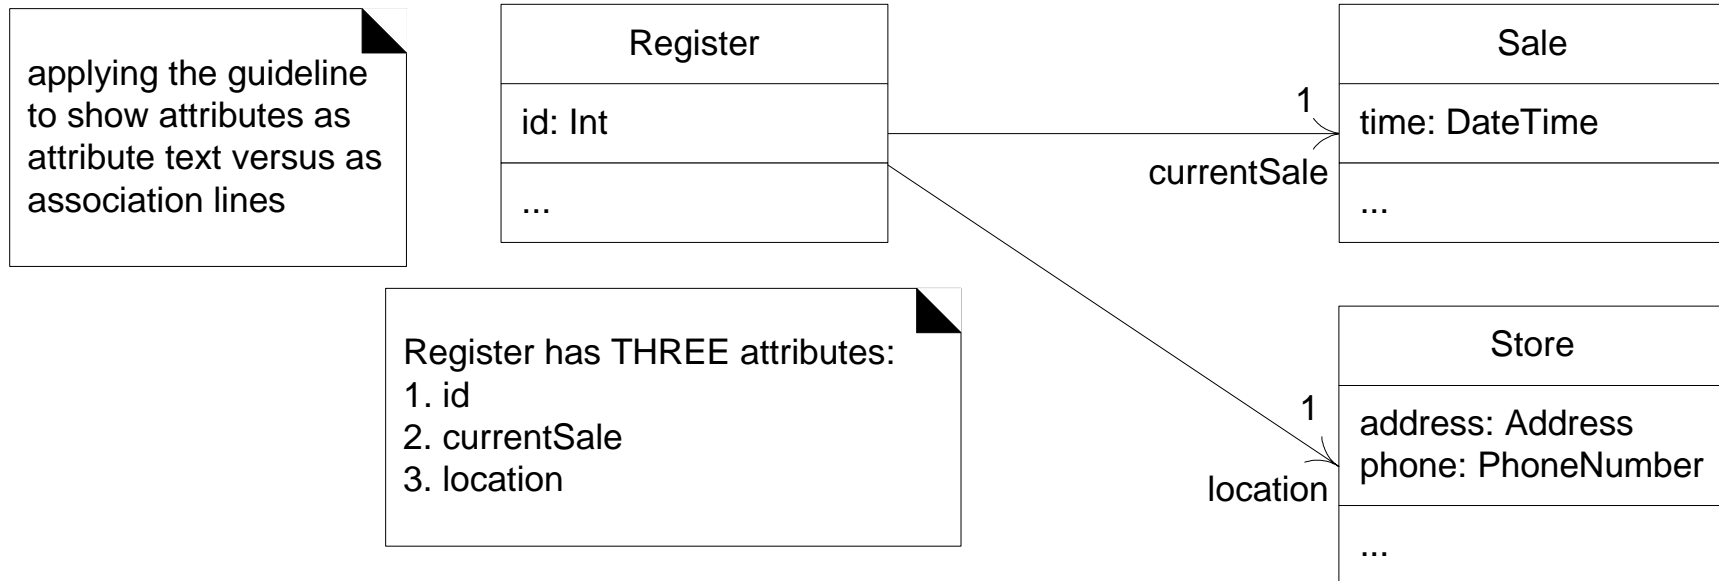 applying the guideline
to show attributes as
attribute text versus as
association lines
Register
id: Int
...
1
currentSale
Sale
time: DateTime
...
Register has THREE attributes:
1. id
2. currentSale
3. location
1
location
Store
address: Address
phone: PhoneNumber
...